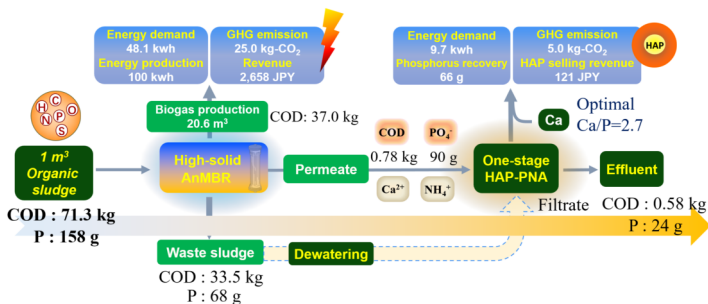 Energy demand
48.1 kwh
Energy production
100 kwh
GHG emission
25.0 kg-CO₂
Revenue
2,658 JPY
Energy demand
9.7 kwh
Phosphorus recovery
66 g
GHG emission
5.0 kg-CO₂
HAP selling revenue
121 JPY
HAP
H C O N P S
Biogas production
20.6 m³
COD: 37.0 kg
Ca
Optimal
Ca/P=2.7
1 m³
Organic
sludge
High-solid
AnMBR
Permeate
COD
0.78 kg
PO₄⁻
90 g
Ca²⁺
NH₄⁺
One-stage
HAP-PNA
Effluent
COD : 71.3 kg
P : 158 g
Filtrate
COD : 0.58 kg
P : 24 g
Waste sludge
Dewatering
COD : 33.5 kg
P : 68 g